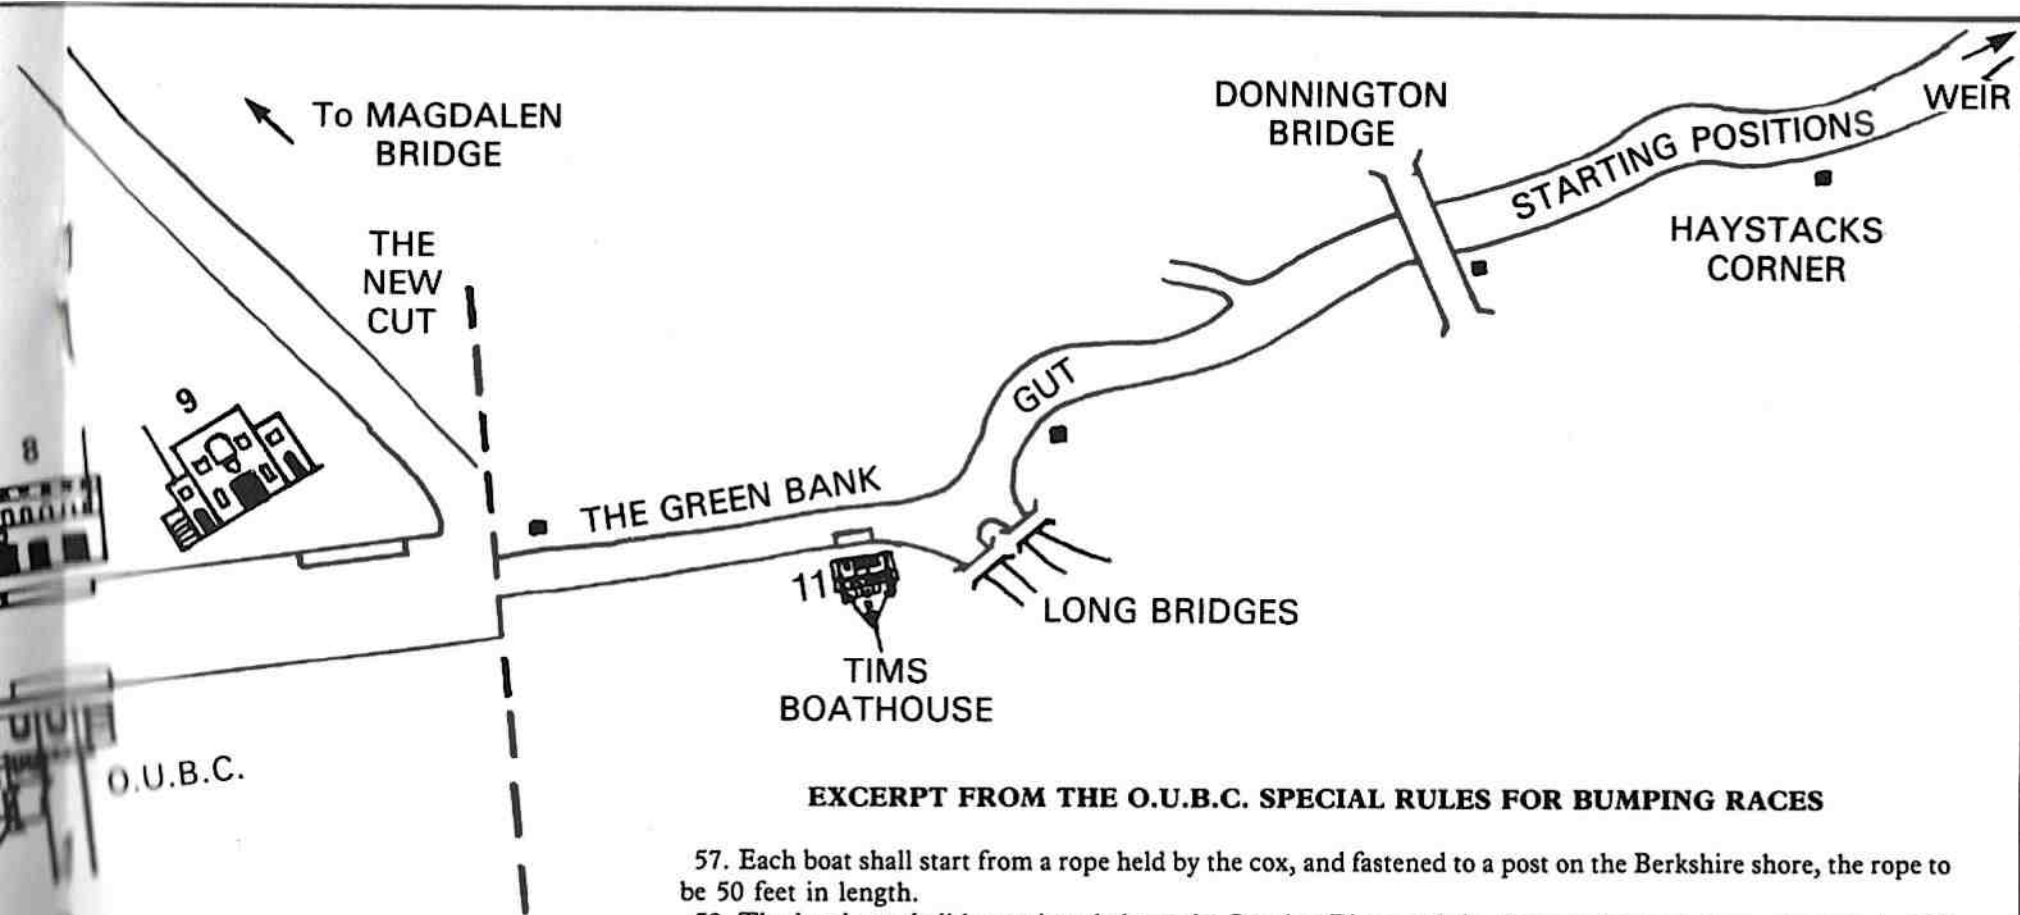 To MAGDALEN
BRIDGE
THE
NEW
CUT
9
8
DONNINGTON
BRIDGE
WEIR
STARTING POSITIONS
HAYSTACKS
CORNER
GUT
THE GREEN BANK
11
LONG BRIDGES
TIMS
BOATHOUSE
O.U.B.C.
EXCERPT FROM THE O.U.B.C. SPECIAL RULES FOR BUMPING RACES
57. Each boat shall start from a rope held by the cox, and fastened to a post on the Berkshire shore, the rope to
be 50 feet in length.